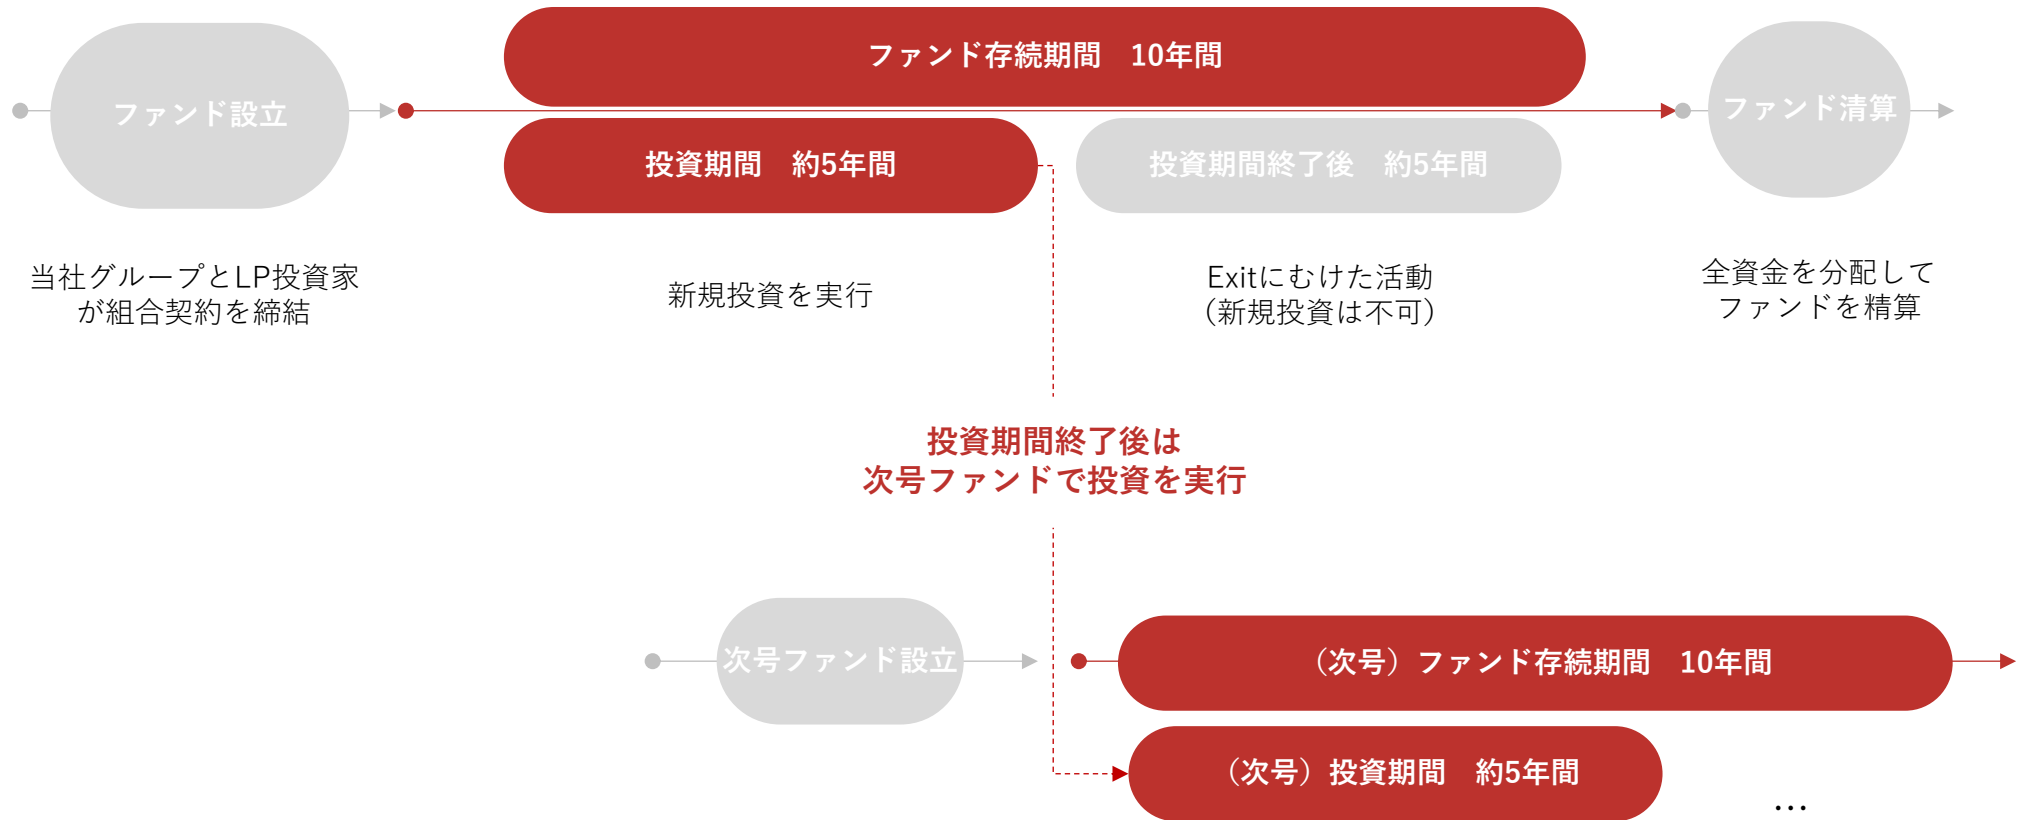 ファンド存続期間　10年間
ファンド設立
ファンド清算
投資期間　約5年間
投資期間終了後　約5年間
当社グループとLP投資家
が組合契約を締結
新規投資を実行
Exitにむけた活動
（新規投資は不可）
全資金を分配して
ファンドを精算
投資期間終了後は
次号ファンドで投資を実行
次号ファンド設立
（次号）ファンド存続期間　10年間
（次号）投資期間　約5年間
…